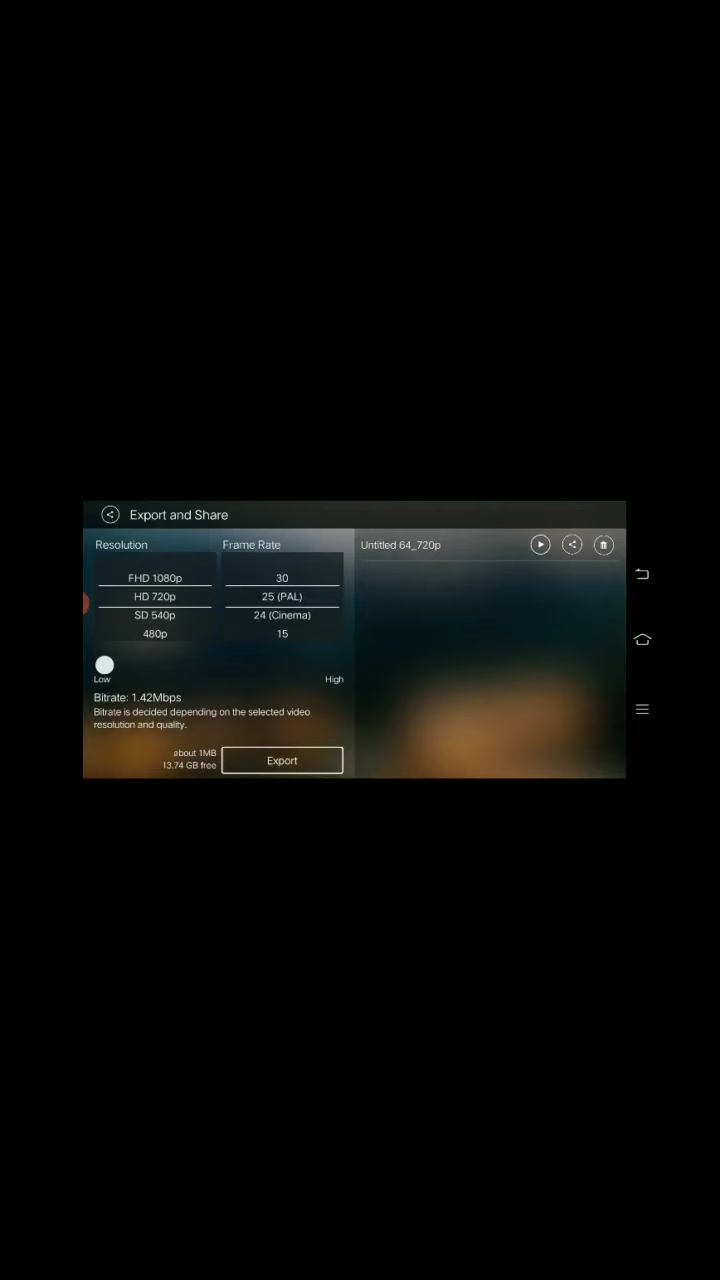 Export and Share
Resolution
FHD 1080p
HD 720p
SD 540p
480p
Frame Rate
30
25 (PAL)
24 (Cinema)
15
Low
High
Bitrate: 1.42Mbps
Bitrate is decided depending on the selected video
resolution and quality.
about 1MB
13.74 GB free
Export
Untitled 64_720p